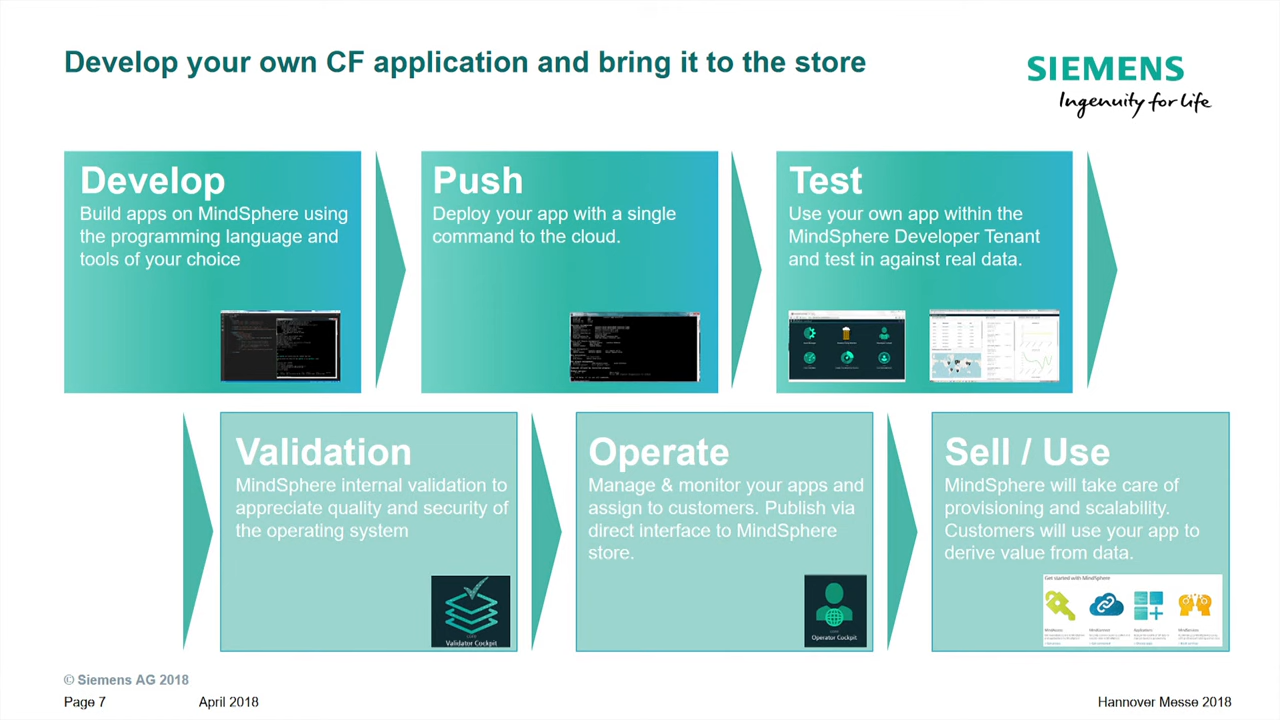 Develop your own CF application and bring it to the store
SIEMENS
Ingenuity for life
Develop
Build apps on MindSphere using
the programming language and
tools of your choice
Push
Deploy your app with a single
command to the cloud.
Test
Use your own app within the
MindSphere Developer Tenant
and test in against real data.
Validation
MindSphere internal validation to
appreciate quality and security of
the operating system
Validator Cockpit
Operate
Manage & monitor your apps and
assign to customers. Publish via
direct interface to MindSphere
store.
Operator Cockpit
Sell / Use
MindSphere will take care of
provisioning and scalability.
Customers will use your app to
derive value from data.
Get started with MindSphere
© Siemens AG 2018
Page 7
April 2018
Hannover Messe 2018